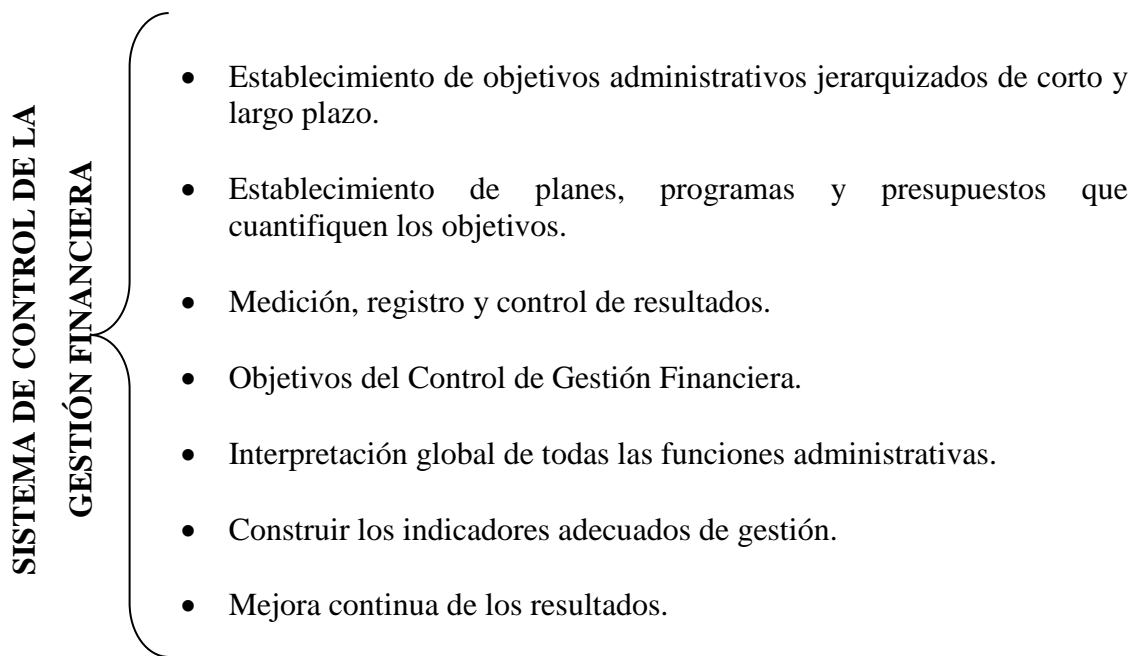 SISTEMA DE CONTROL DE LA
GESTIÓN FINANCIERA
• Establecimiento de objetivos administrativos jerarquizados de corto y
largo plazo.
• Establecimiento de planes, programas y presupuestos que
cuantifiquen los objetivos.
• Medición, registro y control de resultados.
• Objetivos del Control de Gestión Financiera.
• Interpretación global de todas las funciones administrativas.
• Construir los indicadores adecuados de gestión.
• Mejora continua de los resultados.